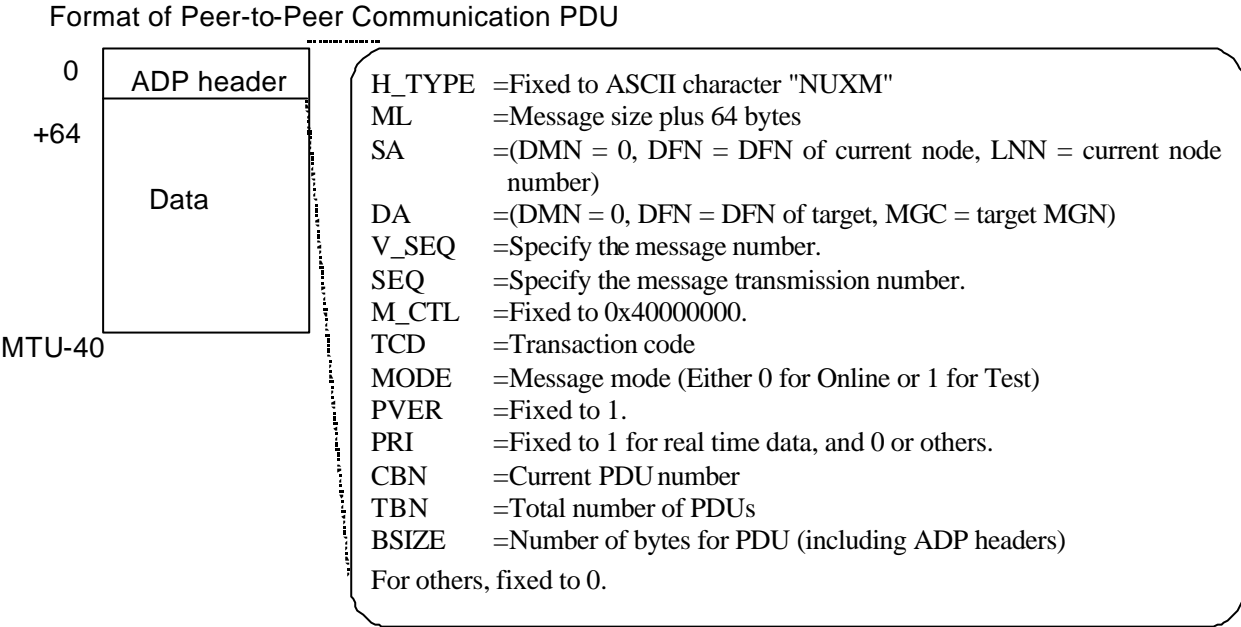 Format of Peer-to-Peer Communication PDU
0
ADP header
+64
Data
MTU-40
H_TYPE =Fixed to ASCII character "NUXM"
ML =Message size plus 64 bytes
SA =(DMN = 0, DFN = DFN of current node, LNN = current node
number)
DA =(DMN = 0, DFN = DFN of target, MGC = target MGN)
V_SEQ =Specify the message number.
SEQ =Specify the message transmission number.
M_CTL =Fixed to 0x40000000.
TCD =Transaction code
MODE =Message mode (Either 0 for Online or 1 for Test)
PVER =Fixed to 1.
PRI =Fixed to 1 for real time data, and 0 or others.
CBN =Current PDU number
TBN =Total number of PDUs
BSIZE =Number of bytes for PDU (including ADP headers)
For others, fixed to 0.